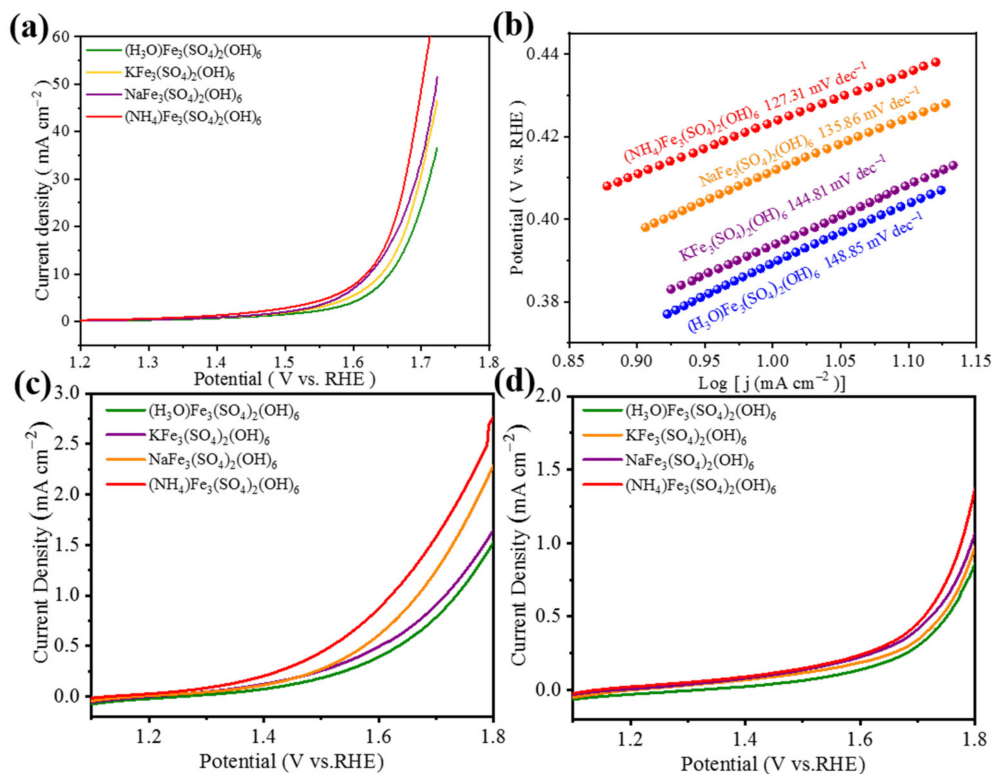 (a)
60
50
40
30
20
10
0
Current density ( mA cm⁻²)
(H₃O)Fe₃(SO₄)₂(OH)₆
KFe₃(SO₄)₂(OH)₆
NaFe₃(SO₄)₂(OH)₆
(NH₄)Fe₃(SO₄)₂(OH)₆
1.2 1.3 1.4 1.5 1.6 1.7 1.8
Potential ( V vs. RHE )
(b)
0.44
0.42
0.40
0.38
Potential ( V vs. RHE)
(NH₄)Fe₃(SO₄)₂(OH)₆ 127.31 mV dec⁻¹
NaFe₃(SO₄)₂(OH)₆ 135.86 mV dec⁻¹
KFe₃(SO₄)₂(OH)₆ 144.81 mV dec⁻¹
(H₃O)Fe₃(SO₄)₂(OH)₆ 148.85 mV dec⁻¹
0.85 0.90 0.95 1.00 1.05 1.10 1.15
Log [ j (mA cm⁻² )]
(c)
3.0
2.5
2.0
1.5
1.0
0.5
0.0
Current Density (mA cm⁻²)
(H₃O)Fe₃(SO₄)₂(OH)₆
KFe₃(SO₄)₂(OH)₆
NaFe₃(SO₄)₂(OH)₆
(NH₄)Fe₃(SO₄)₂(OH)₆
1.2 1.4 1.6 1.8
Potential (V vs.RHE)
(d)
2.0
1.5
1.0
0.5
0.0
Current Density (mA cm⁻²)
(H₃O)Fe₃(SO₄)₂(OH)₆
KFe₃(SO₄)₂(OH)₆
NaFe₃(SO₄)₂(OH)₆
(NH₄)Fe₃(SO₄)₂(OH)₆
1.2 1.4 1.6 1.8
Potential (V vs.RHE)